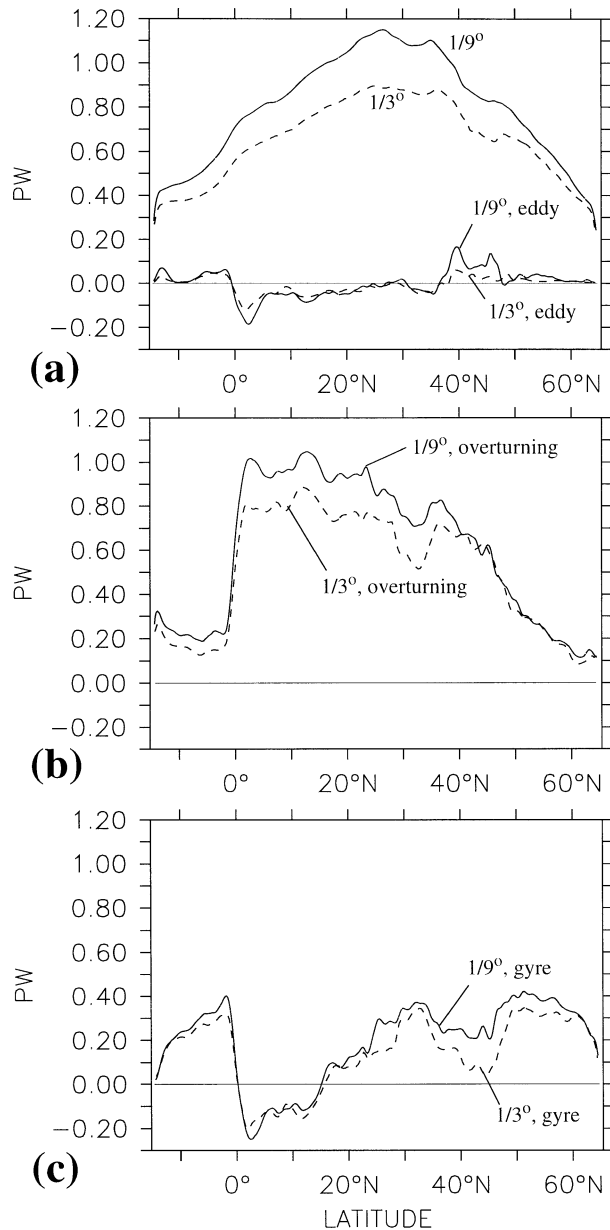 1.20
1.00
0.80
0.60
0.40
0.20
0.00
−0.20
PW
1/9°
1/3°
1/9°, eddy
1/3°, eddy
0°
20°N
40°N
60°N
(a)
1.20
1.00
0.80
0.60
0.40
0.20
0.00
−0.20
PW
1/9°, overturning
1/3°, overturning
0°
20°N
40°N
60°N
(b)
1.20
1.00
0.80
0.60
0.40
0.20
0.00
−0.20
PW
1/9°, gyre
1/3°, gyre
0°
20°N
40°N
60°N
LATITUDE
(c)